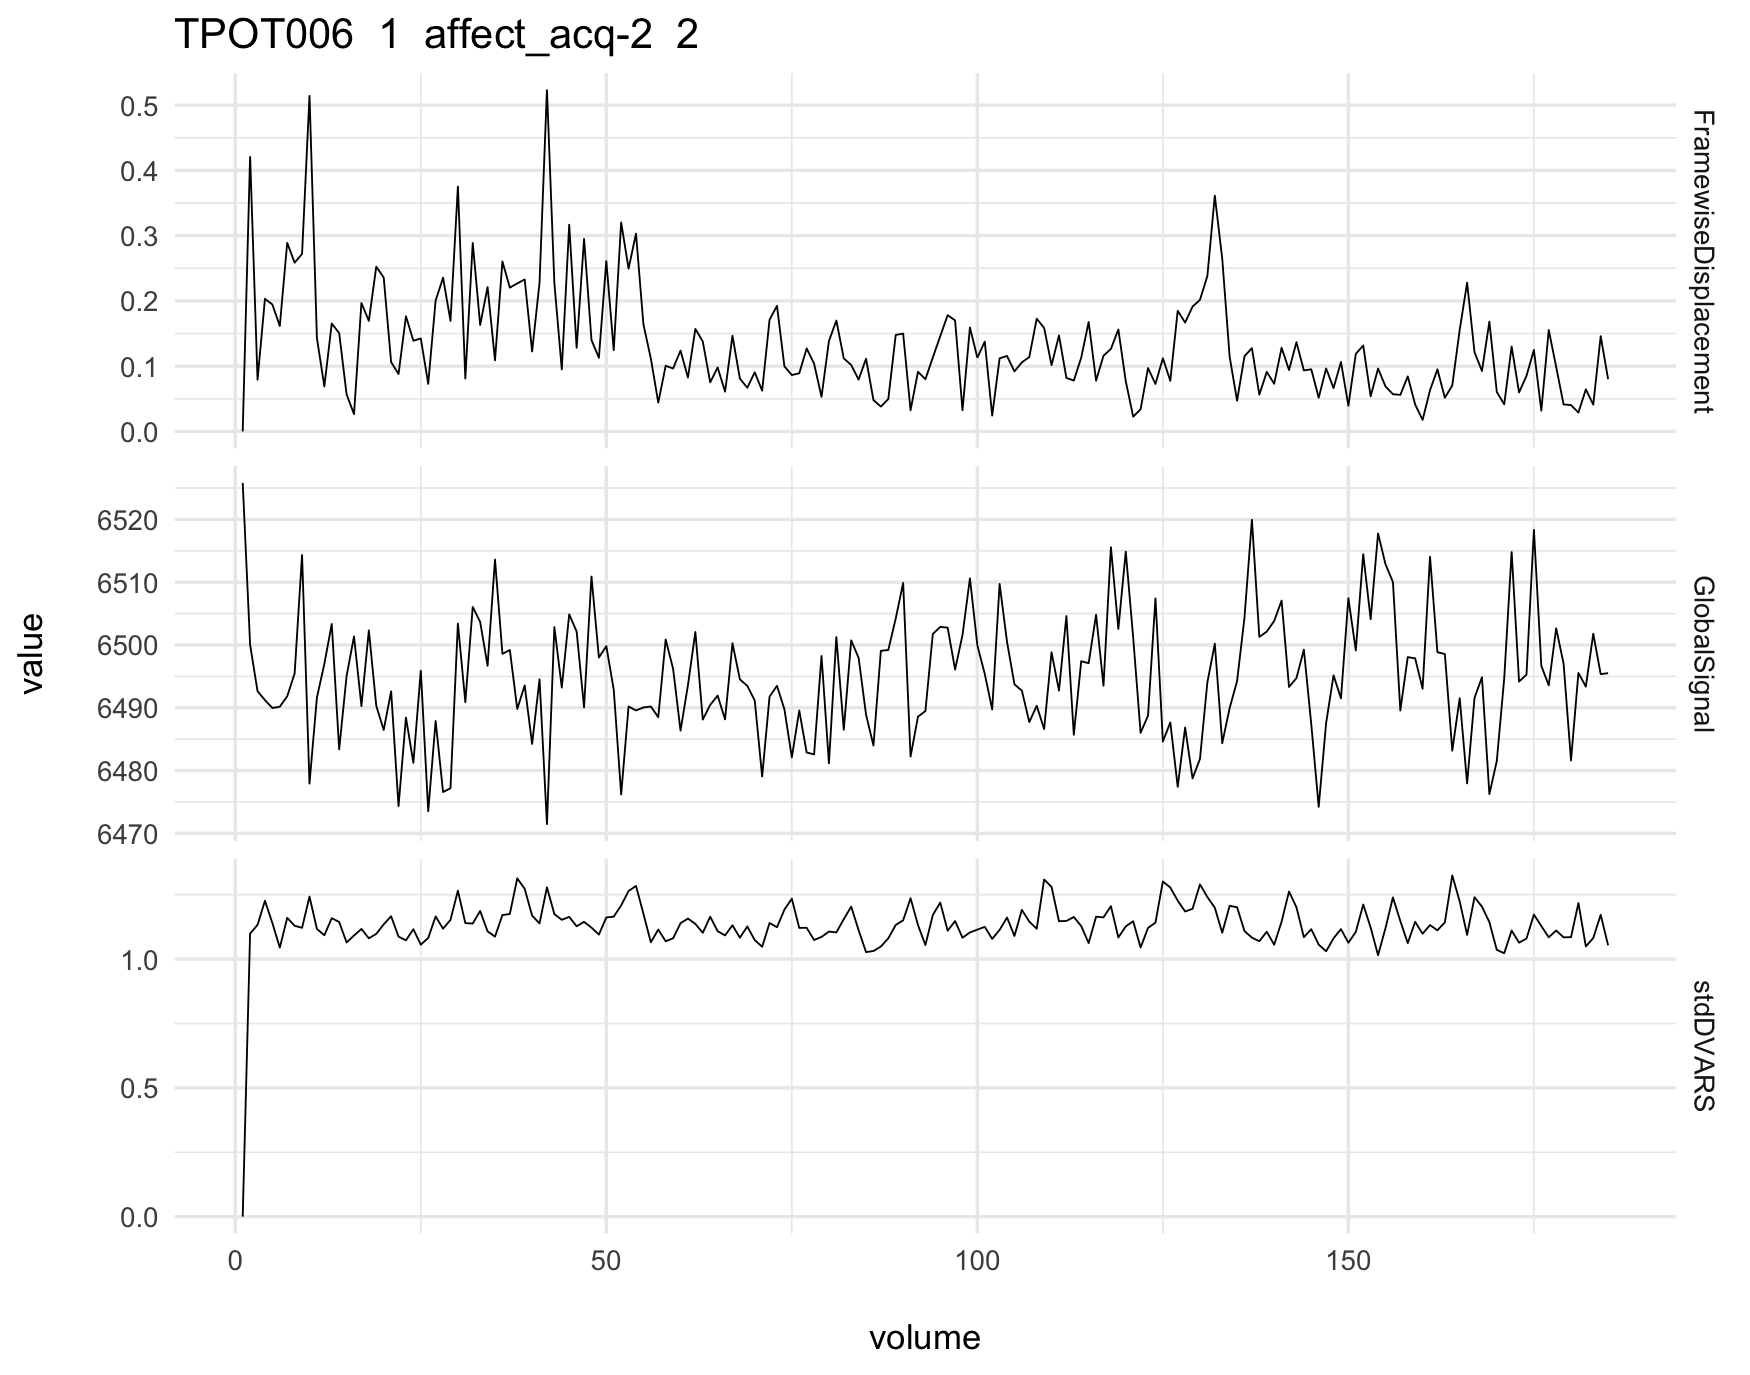 TPOT006  1  affect_acq-2  2
value
0.5
0.4
0.3
0.2
0.1
0.0
FramewiseDisplacement
6520
6510
6500
6490
6480
6470
GlobalSignal
1.0
0.5
0.0
stdDVARS
0 50 100 150
volume